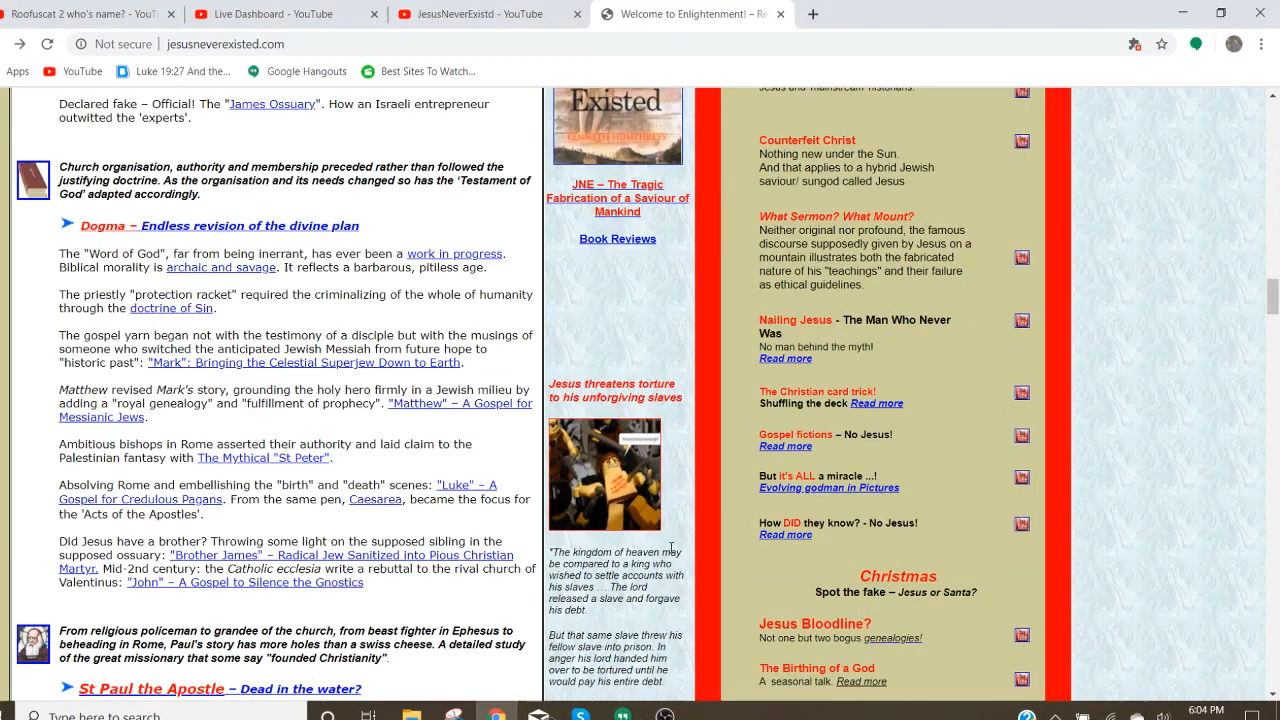 Roofuscat 2 who's man? - YouTub
Live Dashboard - YouTube
JesusNeverExisted - YouTube
Welcome to Enlightenment! – Re
Not secure
jesusneverexisted.com
Apps
YouTube
Luke 19:27 And the...
Google Hangouts
Best Sites To Watch...
Declared fake – Official! The "James Ossuary". How an Israeli entrepreneur
outwitted the 'experts'.
Church organisation, authority and membership preceded rather than followed the
justifying doctrine. As the organisation and its needs changed so has the ‘Testament of
God’ adapted accordingly.
Dogma – Endless revision of the divine plan
The "Word of God", far from being inerrant, has ever been a work in progress.
Biblical morality is archaic and savage. It reflects a barbarous, pitiless age.
The priestly "protection racket" required the criminalizing of the whole of humanity
through the doctrine of Sin.
The gospel yarn began not with the testimony of a disciple but with the musings of
someone who switched the anticipated Jewish Messiah from future hope to
"historic past": "Mark": Bringing the Celestial Superjew Down to Earth.
Matthew revised Mark's story, grounding the holy hero firmly in a Jewish milieu by
adding a "royal genealogy" and "fulfillment of prophecy". "Matthew" – A Gospel for
Messianic Jews.
Ambitious bishops in Rome asserted their authority and laid claim to the
Palestinian fantasy with The Mythical "St Peter".
Absolving Rome and embellishing the "birth" and "death" scenes: "Luke" – A
Gospel for Credulous Pagans. From the same pen, Caesarea, became the focus for
the 'Acts of the Apostles'.
Did Jesus have a brother? Throwing some light on the supposed sibling in the
supposed ossuary: "Brother James" – Radical Jew Sanitized into Pious Christian
Martyr. Mid-2nd century: the Catholic ecclesia write a rebuttal to the rival church of
Valentinus: "John" – A Gospel to Silence the Gnostics
From religious policeman to grandee of the church, from beast fighter in Ephesus to
beheading in Rome, Paul's story has more holes than a swiss cheese. A detailed study
of the great missionary that some say "founded Christianity".
St Paul the Apostle – Dead in the water?
Existed
KENNETH HUMPHREYS
JNE – The Tragic
Fabrication of a Saviour of
Mankind
Book Reviews
Jesus threatens torture
to his unforgiving slaves
"The kingdom of heaven may
be compared to a king who
wished to settle accounts with
his slaves … The lord
released a slave and forgave
his debt.
But that same slave threw his
fellow slave into prison. In
anger his lord handed him
over to be tortured until he
would pay his entire debt.
Jesus and 'mainstream' historians.
Counterfeit Christ
Nothing new under the Sun.
And that applies to a hybrid Jewish
saviour/ sungod called Jesus
What Sermon? What Mount?
Neither original nor profound, the famous
discourse supposedly given by Jesus on a
mountain illustrates both the fabricated
nature of his "teachings" and their failure
as ethical guidelines.
Nailing Jesus - The Man Who Never
Was
No man behind the myth!
Read more
The Christian card trick!
Shuffling the deck Read more
Gospel fictions – No Jesus!
Read more
But it's ALL a miracle ...!
Evolving godman in Pictures
How DID they know? - No Jesus!
Read more
Christmas
Spot the fake – Jesus or Santa?
Jesus Bloodline?
Not one but two bogus genealogies!
The Birthing of a God
A seasonal talk. Read more
Type here to search
6:04 PM